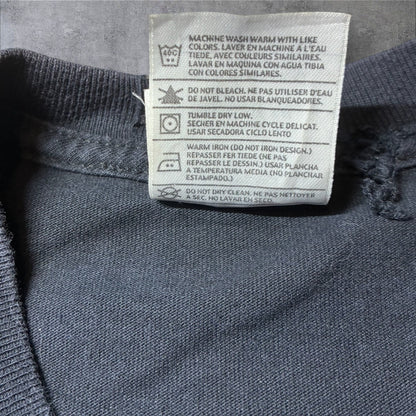 40C
MACHINE WASH WARM WITH LIKE
COLORS. LAVER EN MACHINE À L'EAU
TIEDE, AVEC COULEURS SIMILAIRES.
LAVAR EN MAQUINA CON AGUA TIBIA
CON COLORES SIMILARES.
DO NOT BLEACH. NE PAS UTILISER D'EAU
DE JAVEL. NO USAR BLANQUEADORES.
TUMBLE DRY LOW.
SECHER EN MACHINE CYCLE DELICAT.
USAR SECADORA CICLO LENTO
WARM IRON (DO NOT IRON DESIGN.)
REPASSER FER TIEDE (NE PAS
REPASSER LE DESSIN.) USAR PLANCHA
A TEMPERATURA MEDIA (NO PLANCHAR
ESTAMPADO.)
DO NOT DRY CLEAN. NE PAS NETTOYER
A SEC. NO LAVAR EN SECO.